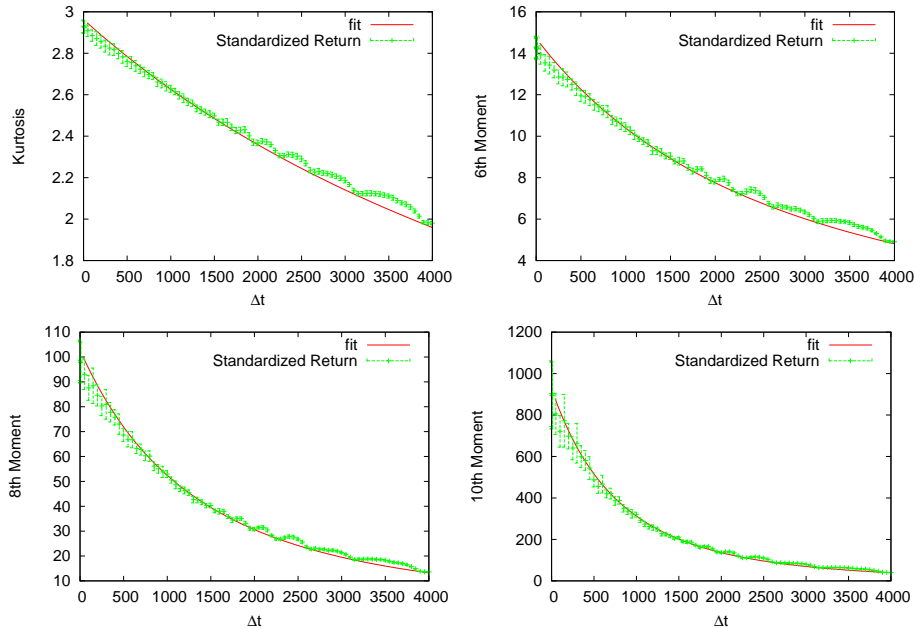 3
2.8
2.6
2.4
2.2
2
1.8
Kurtosis
0 500 1000 1500 2000 2500 3000 3500 4000
Δt
fit
Standardized Return
16
14
12
10
8
6
4
6th Moment
0 500 1000 1500 2000 2500 3000 3500 4000
Δt
fit
Standardized Return
110
100
90
80
70
60
50
40
30
20
10
8th Moment
0 500 1000 1500 2000 2500 3000 3500 4000
Δt
fit
Standardized Return
1200
1000
800
600
400
200
0
10th Moment
0 500 1000 1500 2000 2500 3000 3500 4000
Δt
fit
Standardized Return